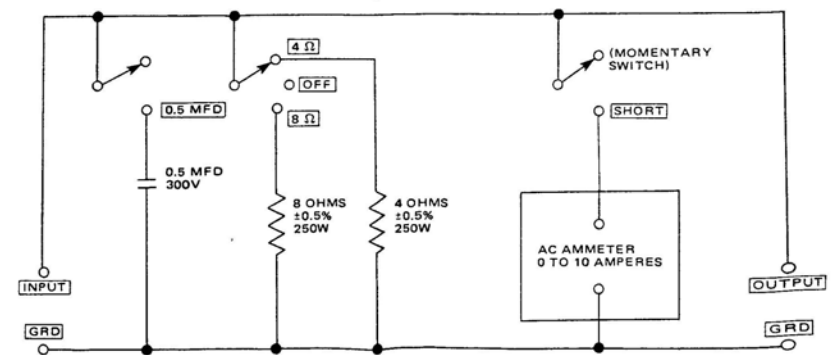 4 Ω
OFF
8 Ω
(MOMENTARY
SWITCH)
0.5 MFD
SHORT
0.5 MFD
300V
8 OHMS
±0.5%
250W
4 OHMS
±0.5%
250W
AC AMMETER
0 TO 10 AMPERES
INPUT
OUTPUT
GRD
GRD